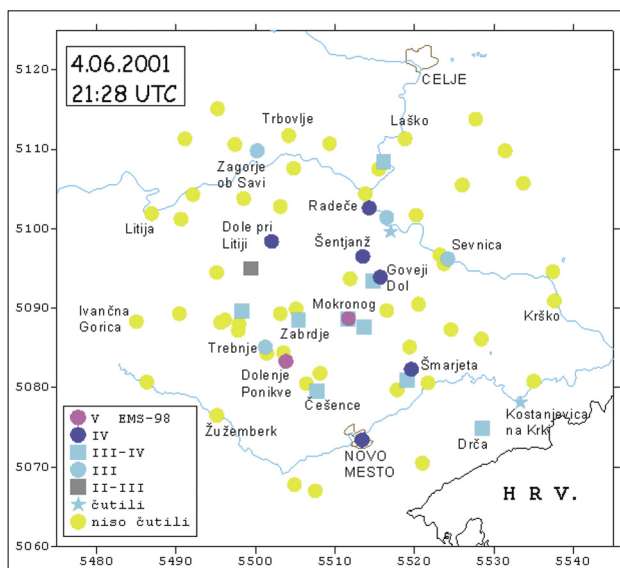 4.06.2001
21:28 UTC
5120
5110
5100
5090
5080
5070
5060
5480
5490
5500
5510
5520
5530
5540
CELJE
Trbovlje
Laško
Zagorje
ob Savi
Radeče
Litija
Dole pri
Litiji
Šentjanž
Sevnica
Govejì
Dol
Ivančna
Gorica
Mokronog
Krško
Zabrdje
Trebnje
Dolenje
Ponikve
Šmarjeta
Češence
Kostanjevica
na Krki
Žužemberk
NOVO
MESTO
Drča
H R V.
V EMS-98
IV
III-IV
III
II-III
čutili
niso čutili